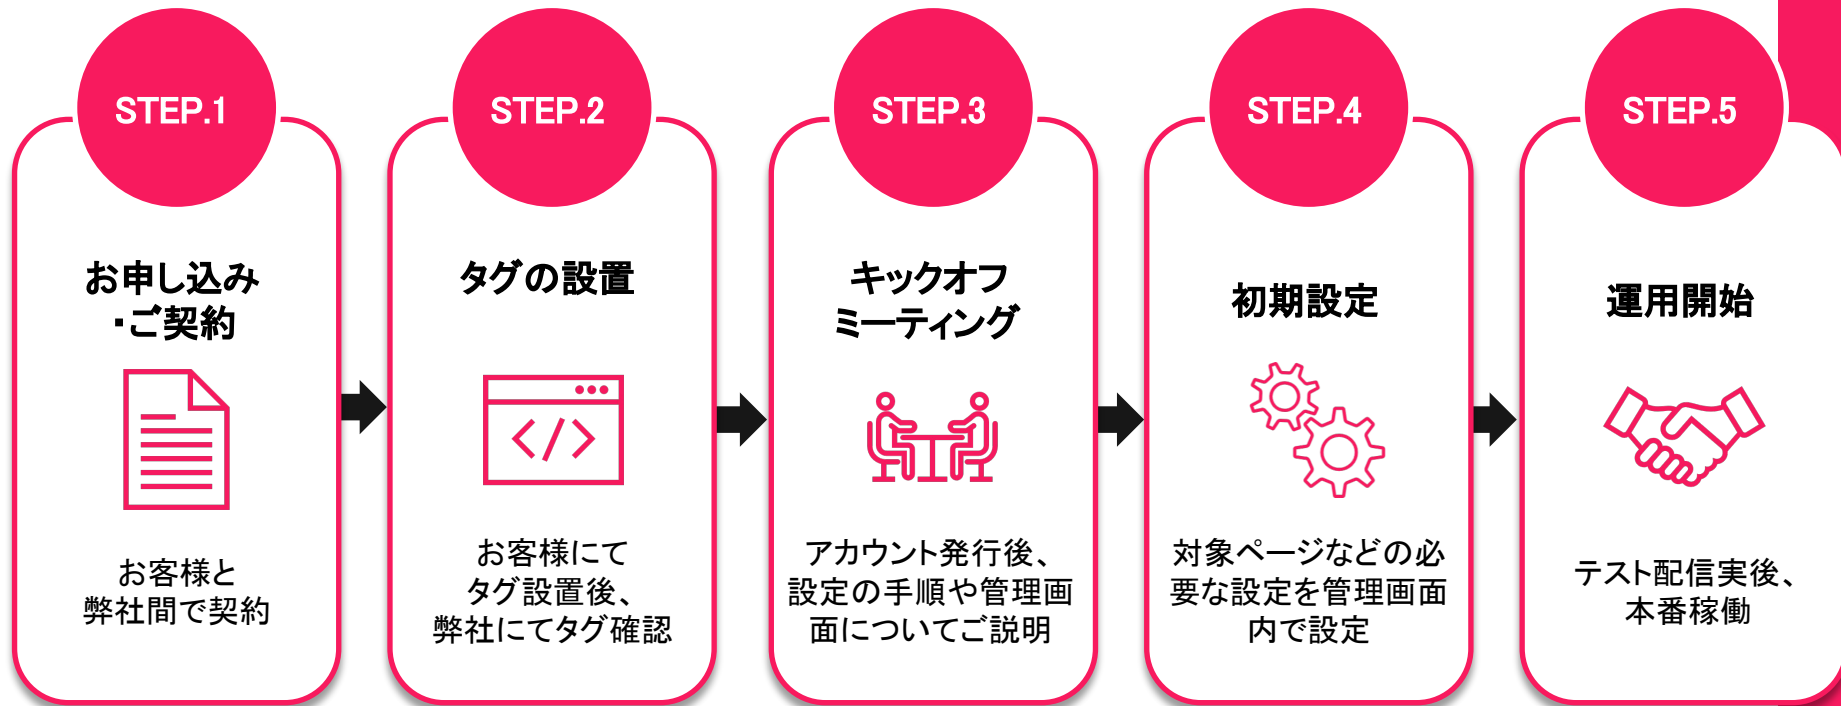 STEP.1
お申し込み
・ご契約
お客様と
弊社間で契約
STEP.2
タグの設置
</>
お客様にて
タグ設置後、
弊社にてタグ確認
STEP.3
キックオフ
ミーティング
アカウント発行後、
設定の手順や管理画
面についてご説明
STEP.4
初期設定
対象ページなどの必
要な設定を管理画面
内で設定
STEP.5
運用開始
テスト配信実後、
本番稼働